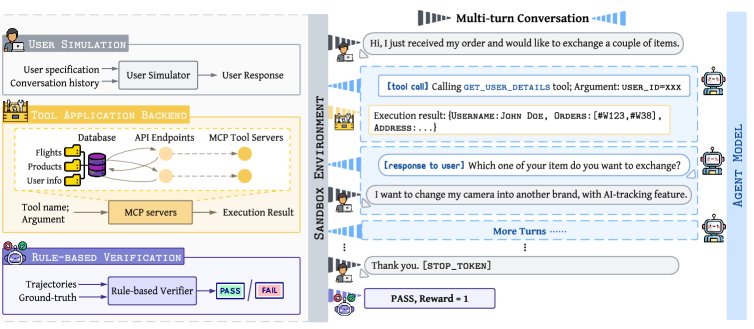 USER SIMULATION
User specification
Conversation history
User Simulator
User Response
TOOL APPLICATION BACKEND
Database
API Endpoints
MCP Tool Servers
Flights
Products
User info
Tool name;
Argument
MCP servers
Execution Result
RULE-BASED VERIFICATION
Trajectories
Ground-truth
Rule-based Verifier
PASS
/
FAIL
SANDBOX ENVIRONMENT
Multi-turn Conversation
Hi, I just received my order and would like to exchange a couple of items.
[tool call] Calling GET_USER_DETAILS tool; Argument: USER_ID=XXX
Execution result: {USERNAME:JOHN DOE, ORDERS:[#W123,#W38],
ADDRESS:...}
[response to user] Which one of your item do you want to exchange?
I want to change my camera into another brand, with AI-tracking feature.
More Turns ......
Thank you. [STOP_TOKEN]
PASS, Reward = 1
AGENT MODEL